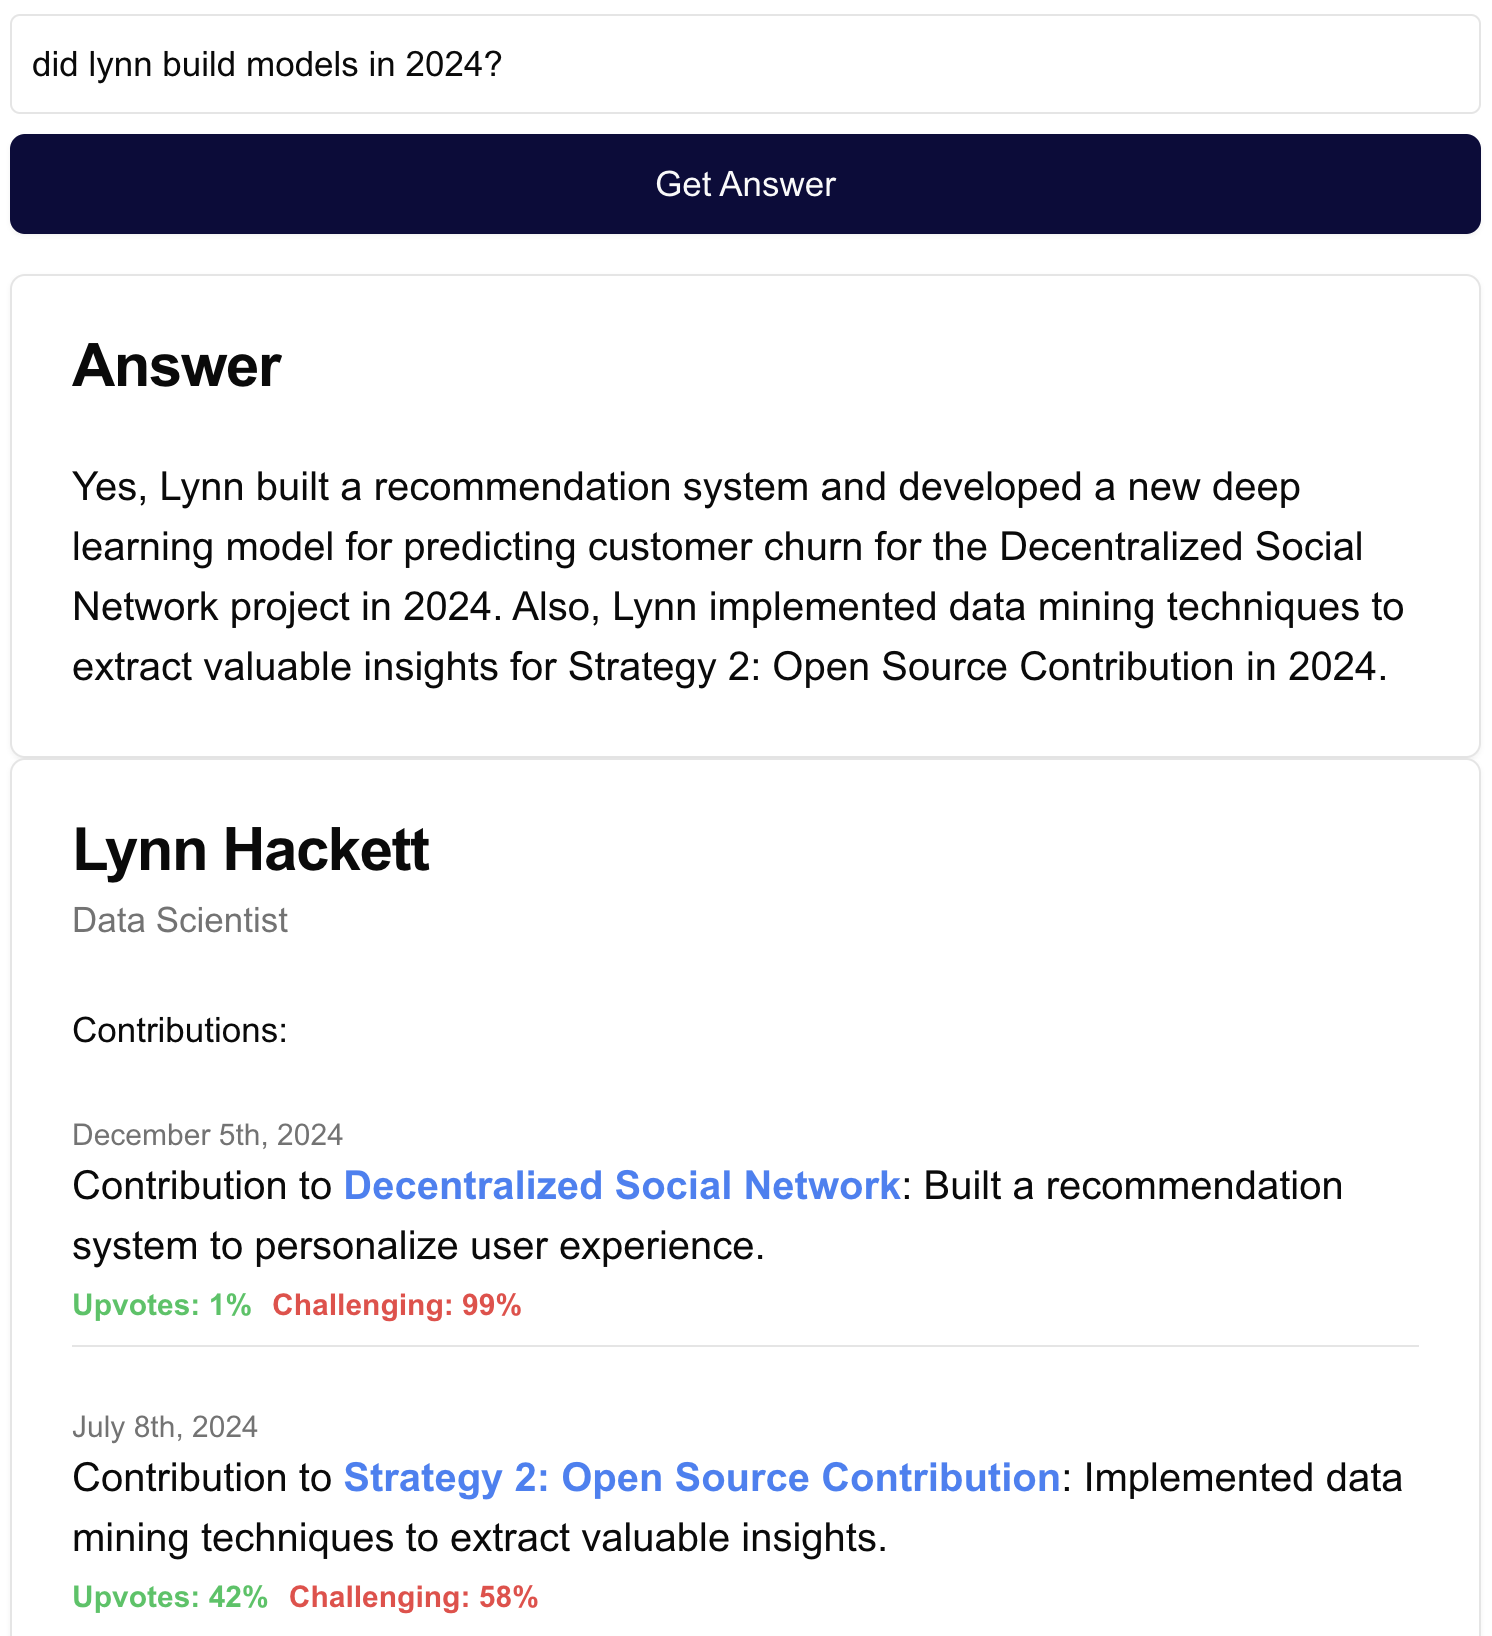 did lynn build models in 2024?
Get Answer
Answer
Yes, Lynn built a recommendation system and developed a new deep
learning model for predicting customer churn for the Decentralized Social
Network project in 2024. Also, Lynn implemented data mining techniques to
extract valuable insights for Strategy 2: Open Source Contribution in 2024.
Lynn Hackett
Data Scientist
Contributions:
December 5th, 2024
Contribution to Decentralized Social Network: Built a recommendation
system to personalize user experience.
Upvotes: 1% Challenging: 99%
July 8th, 2024
Contribution to Strategy 2: Open Source Contribution: Implemented data
mining techniques to extract valuable insights.
Upvotes: 42% Challenging: 58%